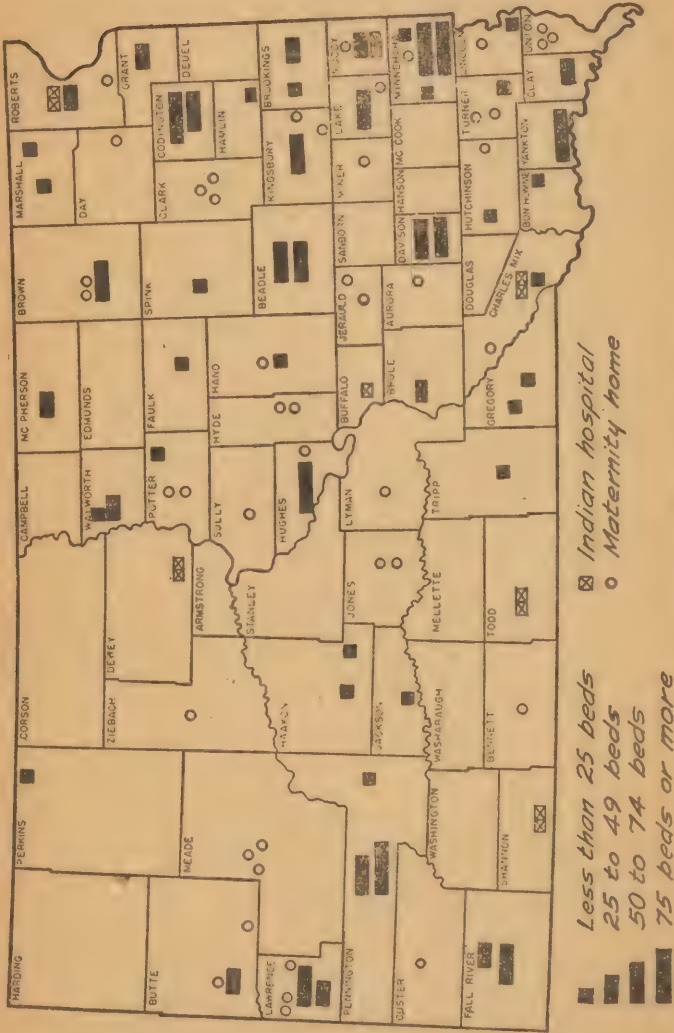 HARDING
PERKINS
CORSON
CAMPBELL
MC PHERSON
BROWN
MARSHALL
ROBERTS
BUTTE
MEADE
ZIEBACH
DEWEY
WALWORTH
EDMUNDS
DAY
GRANT
ARMSTRONG
POTTER
FAULK
SPINK
CLARK
CODINGTON
DEUEL
HAMLIN
LAWRENCE
HAAKON
STANLEY
SULLY
HUGHES
HYDE
HAND
BEADLE
KINGSBURY
BROOKINGS
PENNINGTON
JACKSON
JONES
LYMAN
BUFFALO
JERAULD
SANBORN
MINER
LAKE
MOODY
CUSTER
WASHINGTON
WASHABAUGH
MELLETTE
TRIPP
BRULE
AURORA
DAVISON
HANSON
MC COOK
MINNEHAHA
FALL RIVER
SHANNON
BENNETT
TODD
GREGORY
CHARLES MIX
DOUGLAS
HUTCHINSON
TURNER
LINCOLN
BON HOMME
YANKTON
CLAY
UNION
Less than 25 beds
25 to 49 beds
50 to 74 beds
75 beds or more
Indian hospital
Maternity home